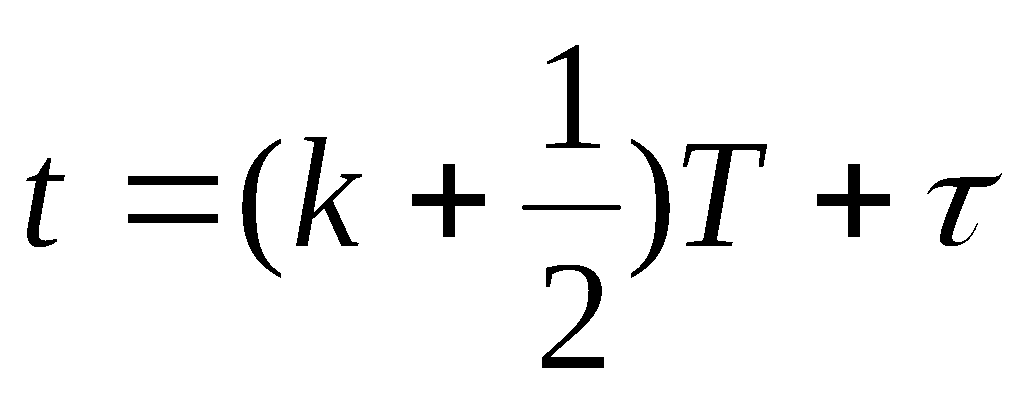 t = (k + 1/2)T + τ